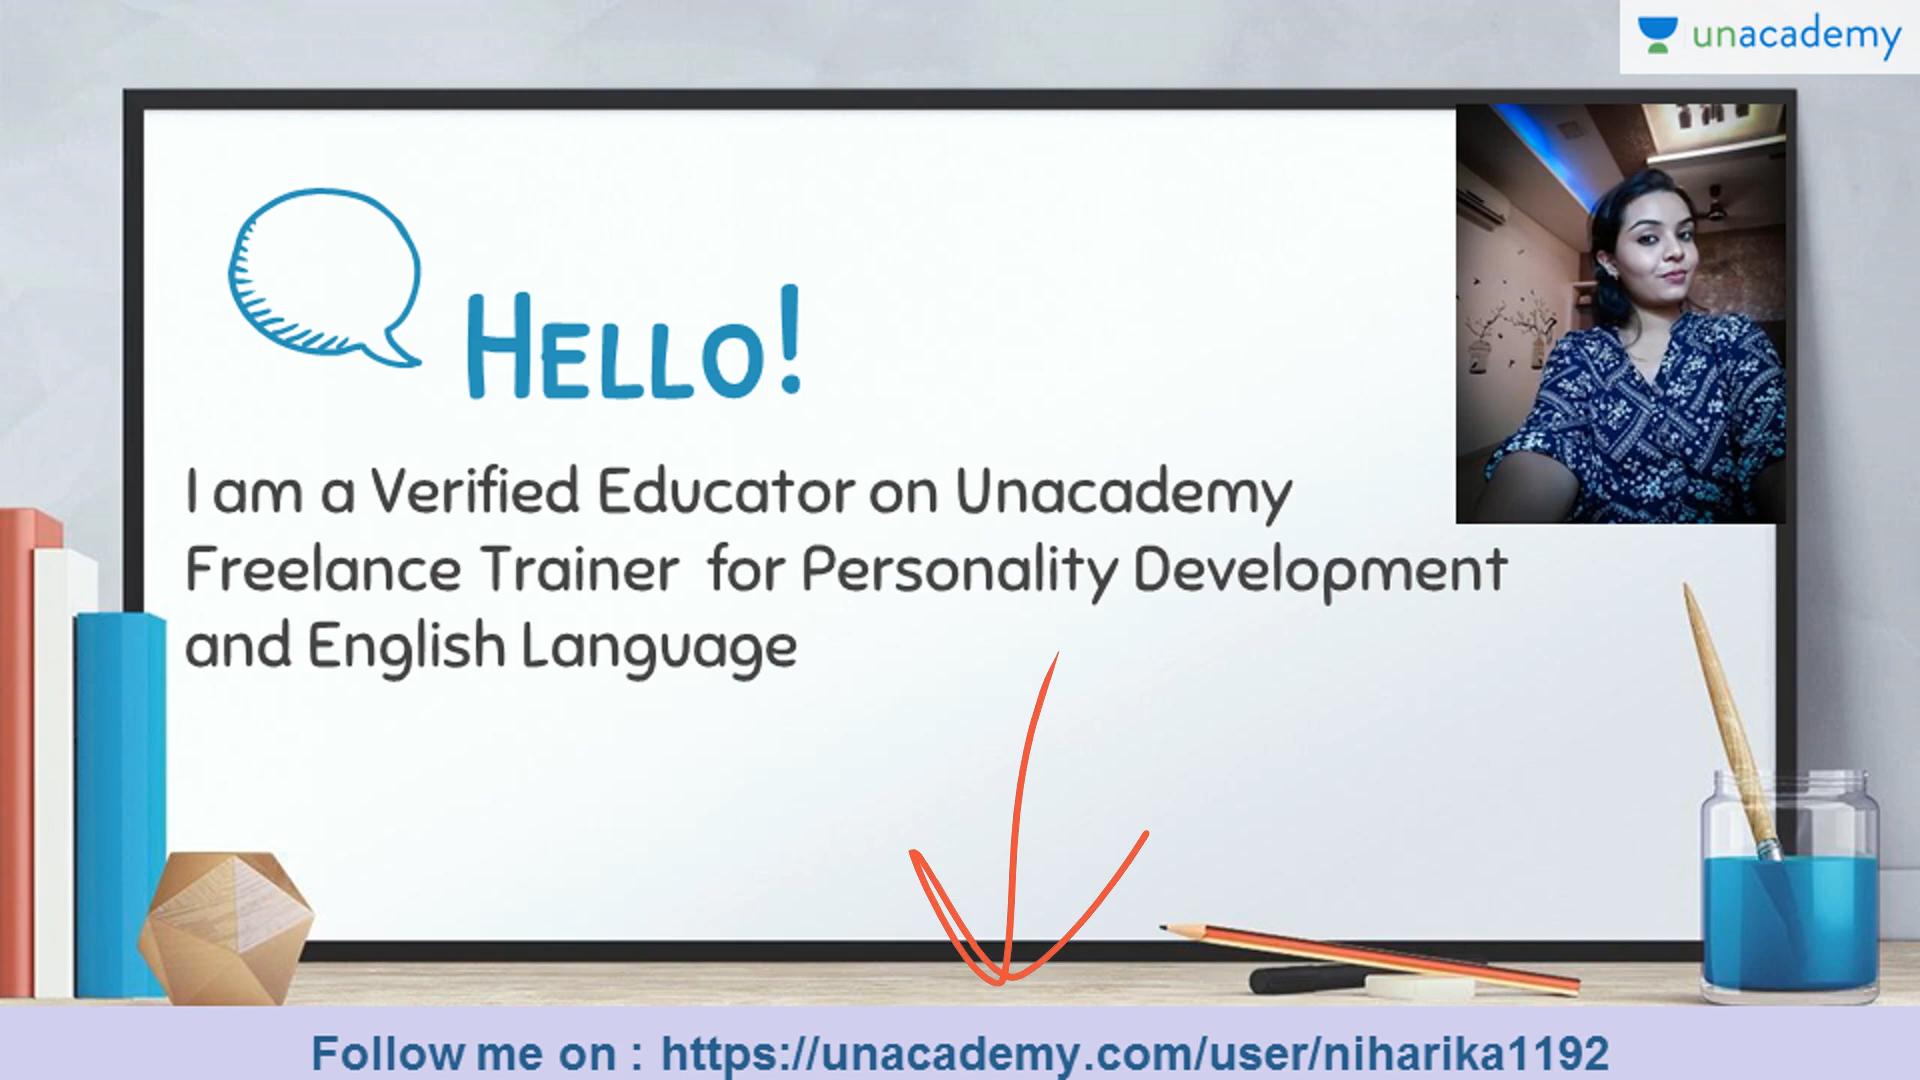 unacademy
Hello!
I am a Verified Educator on Unacademy
Freelance Trainer for Personality Development
and English Language
Follow me on : https://unacademy.com/user/niharika1192